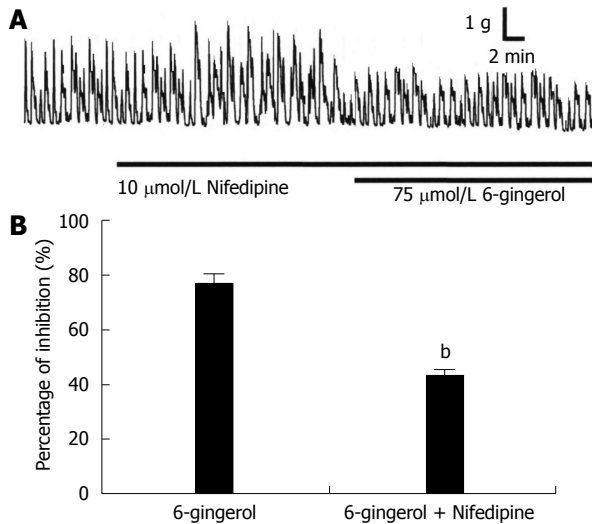 A
1 g
2 min
10 μmol/L Nifedipine
75 μmol/L 6-gingerol
B
Percentage of inhibition (%)
100
80
60
40
20
0
b
6-gingerol
6-gingerol + Nifedipine